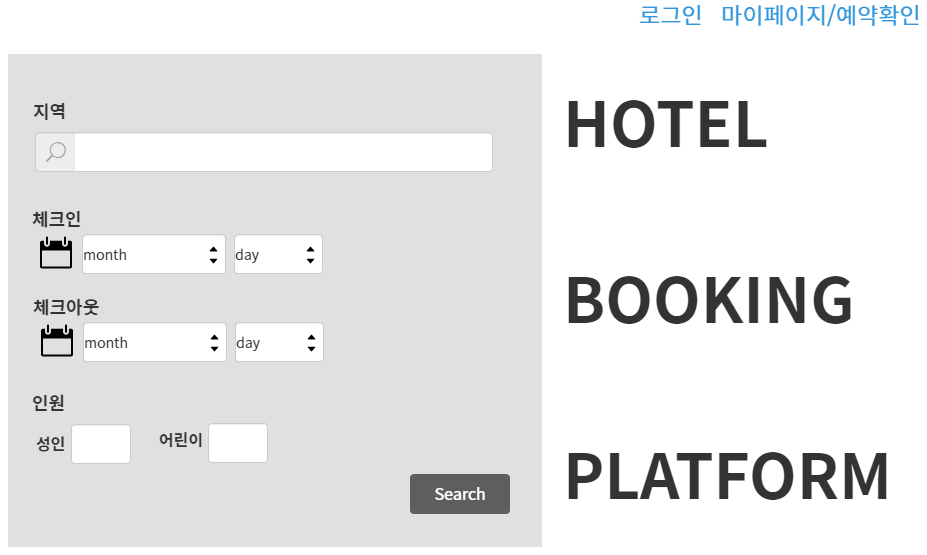 로그인 마이페이지/예약확인
지역
체크인
month day
체크아웃
month day
인원
성인 어린이
Search
HOTEL
BOOKING
PLATFORM